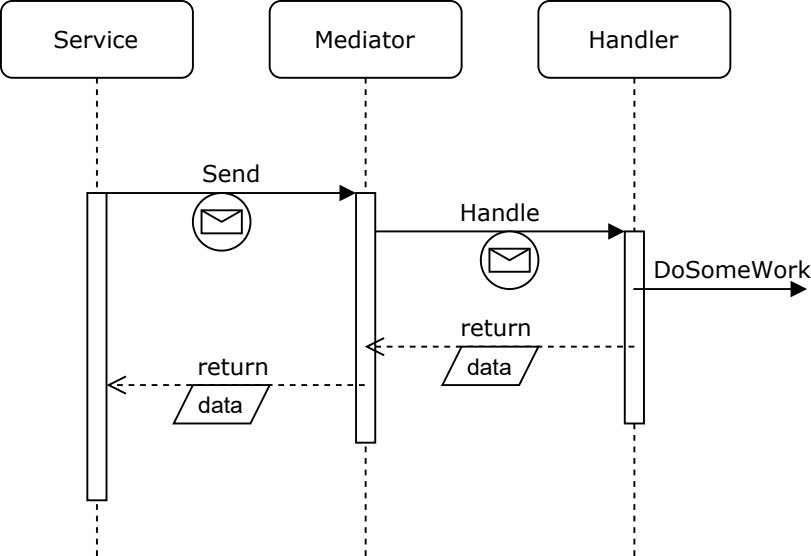 Service
Mediator
Handler
Send
Handle
DoSomeWork
return
data
return
data